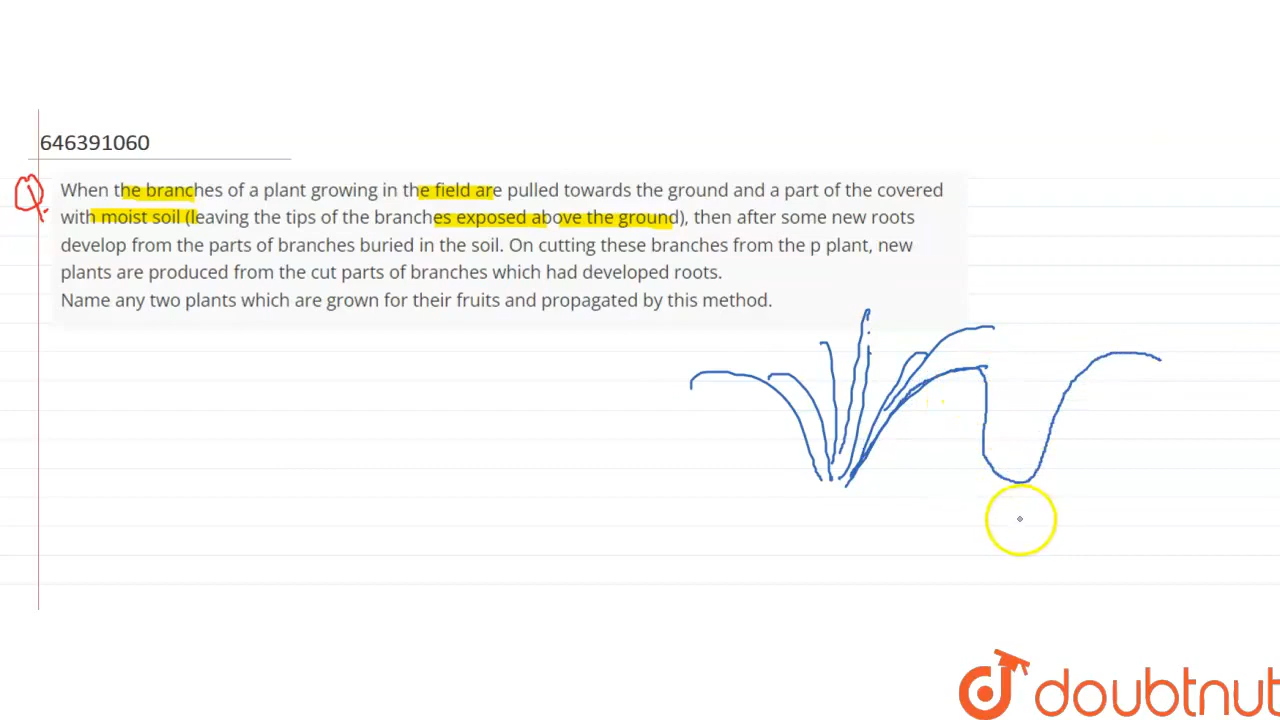 646391060
Q.
When the branches of a plant growing in the field are pulled towards the ground and a part of the covered
with moist soil (leaving the tips of the branches exposed above the ground), then after some new roots
develop from the parts of branches buried in the soil. On cutting these branches from the p plant, new
plants are produced from the cut parts of branches which had developed roots.
Name any two plants which are grown for their fruits and propagated by this method.
doubtnut